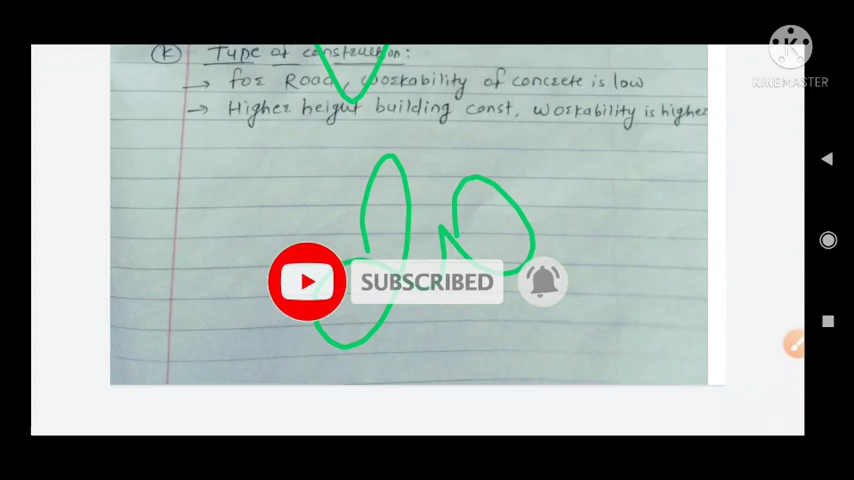 (K) Type of construction:
→ for Road, workability of concrete is low
→ Higher height building const, workability is higher
KINEMASTER
SUBSCRIBED